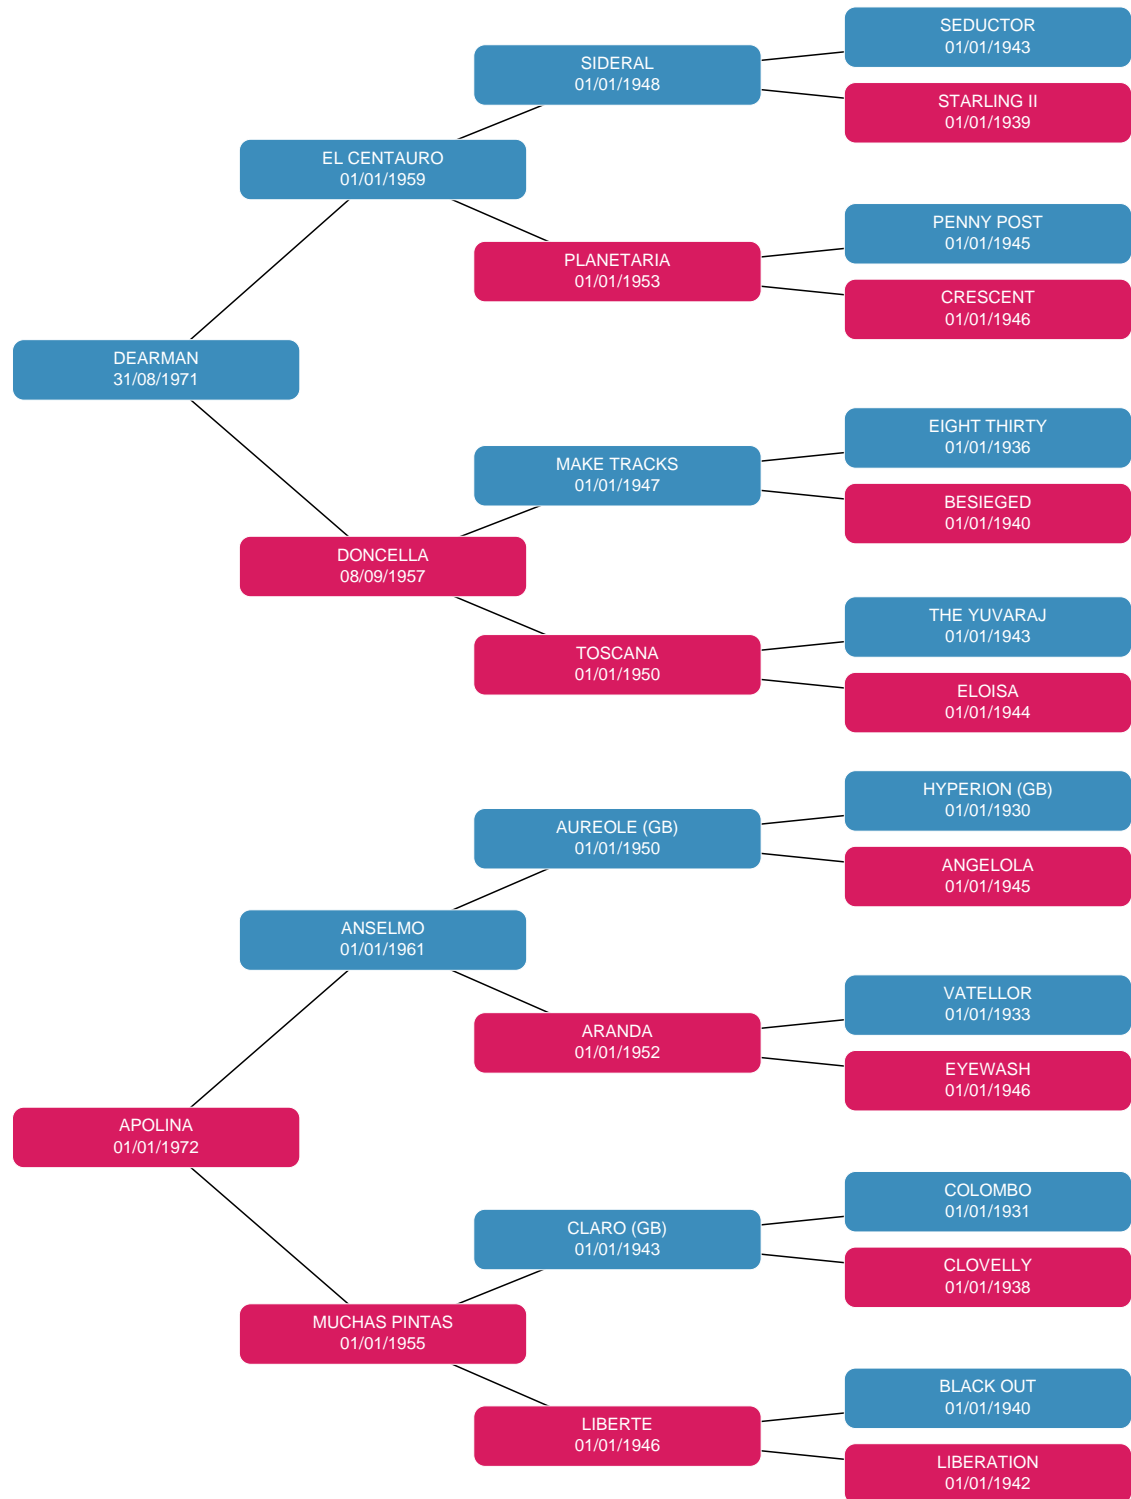 SEDUCTOR
01/01/1943
SIDERAL
01/01/1948
STARLING II
01/01/1939
EL CENTAURO
01/01/1959
PENNY POST
01/01/1945
PLANETARIA
01/01/1953
CRESCENT
01/01/1946
DEARMAN
31/08/1971
EIGHT THIRTY
01/01/1936
MAKE TRACKS
01/01/1947
BESIEGED
01/01/1940
DONCELLA
08/09/1957
THE YUVARAJ
01/01/1943
TOSCANA
01/01/1950
ELOISA
01/01/1944
HYPERION (GB)
01/01/1930
AUREOLE (GB)
01/01/1950
ANGELOLA
01/01/1945
ANSELMO
01/01/1961
VATELLOR
01/01/1933
ARANDA
01/01/1952
EYEWASH
01/01/1946
APOLINA
01/01/1972
COLOMBO
01/01/1931
CLARO (GB)
01/01/1943
CLOVELLY
01/01/1938
MUCHAS PINTAS
01/01/1955
BLACK OUT
01/01/1940
LIBERTE
01/01/1946
LIBERATION
01/01/1942